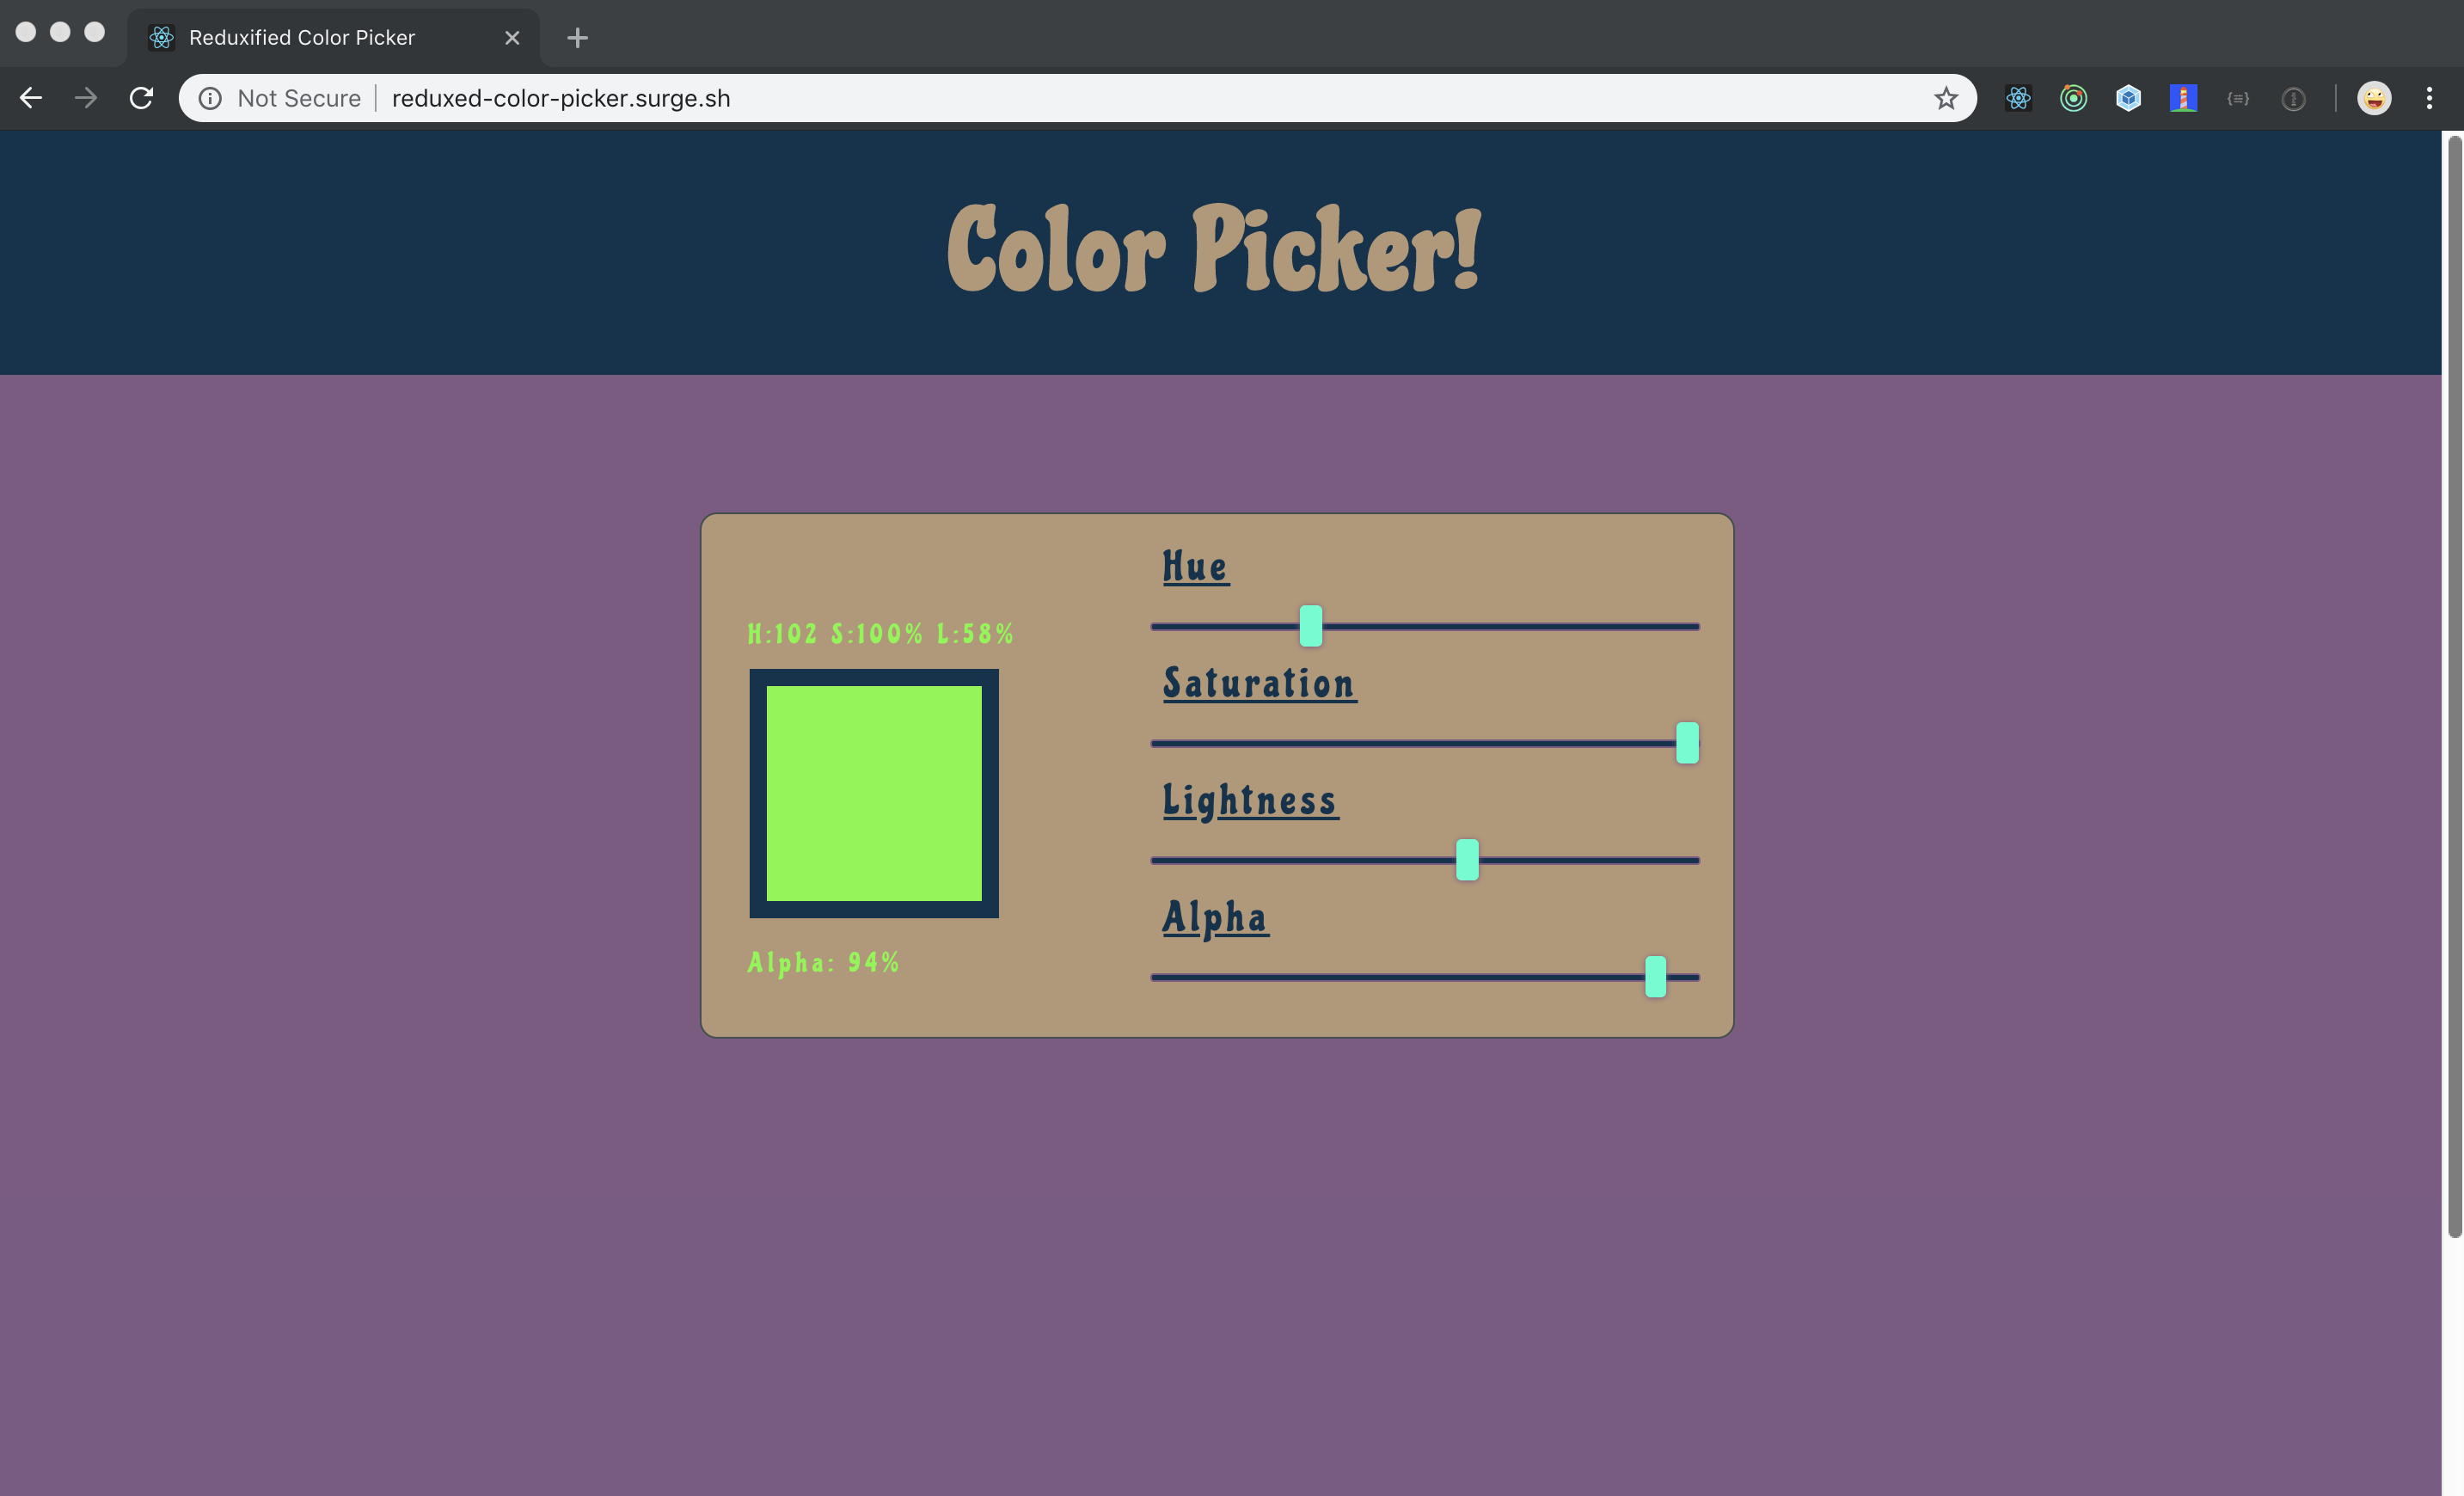 Reduxified Color Picker
Not Secure reduxed-color-picker.surge.sh
Color Picker!
H:102 S:100% L:58%
Alpha: 94%
Hue
Saturation
Lightness
Alpha